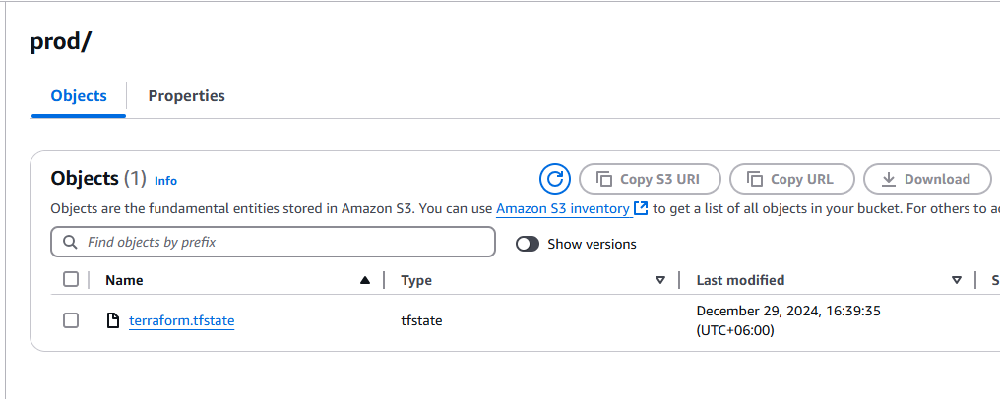 prod/
Objects Properties
Objects (1) Info Copy S3 URI Copy URL Download
Objects are the fundamental entities stored in Amazon S3. You can use Amazon S3 inventory to get a list of all objects in your bucket. For others to
Find objects by prefix Show versions
Name Type Last modified S
terraform.tfstate tfstate December 29, 2024, 16:39:35
(UTC+06:00)